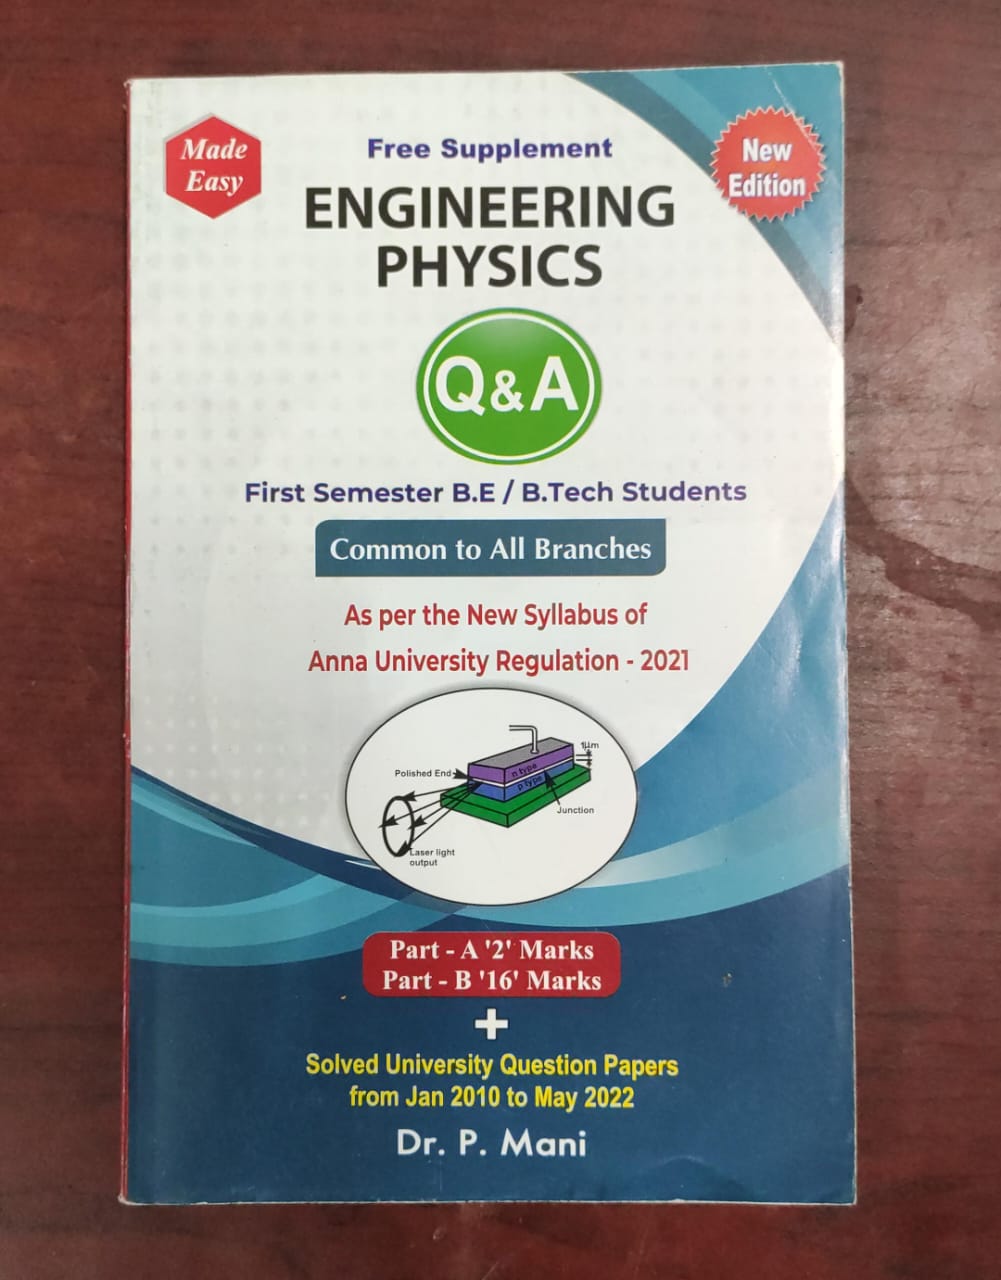 Made
Easy
Free Supplement
New
Edition
ENGINEERING
PHYSICS
Q&A
First Semester B.E / B.Tech Students
Common to All Branches
As per the New Syllabus of
Anna University Regulation - 2021
1µm
n type
Polished End
p type
Junction
Laser light
output
Part - A '2' Marks
Part - B '16' Marks
+
Solved University Question Papers
from Jan 2010 to May 2022
Dr. P. Mani